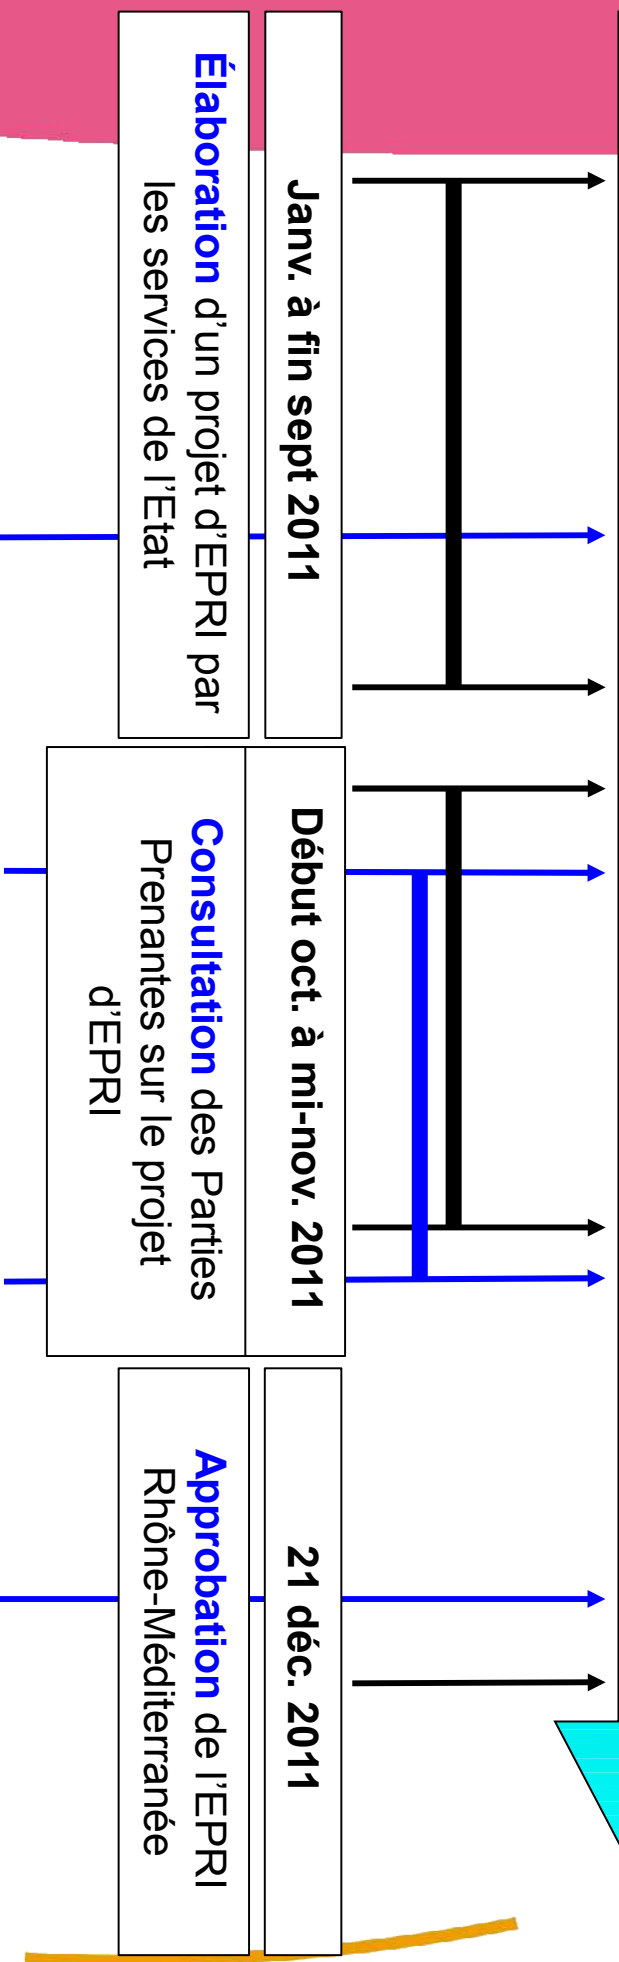 Janv. à fin sept 2011
Élaboration d’un projet d’EPRI par
les services de l’Etat
Début oct. à mi-nov. 2011
Consultation des Parties
Prenantes sur le projet
d’EPRI
21 déc. 2011
Approbation de l’EPRI
Rhône-Méditerranée